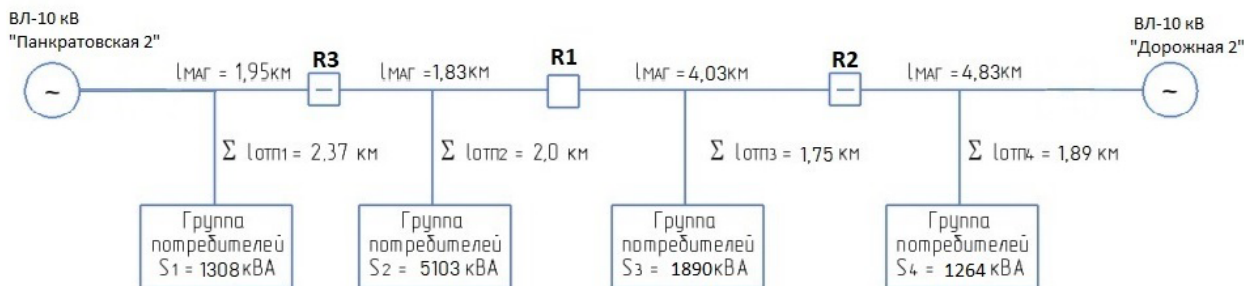 ВЛ-10 кВ
"Панкратовская 2"
ВЛ-10 кВ
"Дорожная 2"
~
lМАГ = 1,95км
R3
lМАГ =1,83км
R1
lМАГ =4,03км
R2
lМАГ =4,83км
~
Σ lотп1 = 2,37 км
Σ lотп2 = 2,0 км
Σ lотп3 = 1,75 км
Σ lотп4 = 1,89 км
Группа
потребителей
S1 = 1308кВА
Группа
потребителей
S2 = 5103 кВА
Группа
потребителей
S3 = 1890кВА
Группа
потребителей
S4 = 1264 кВА